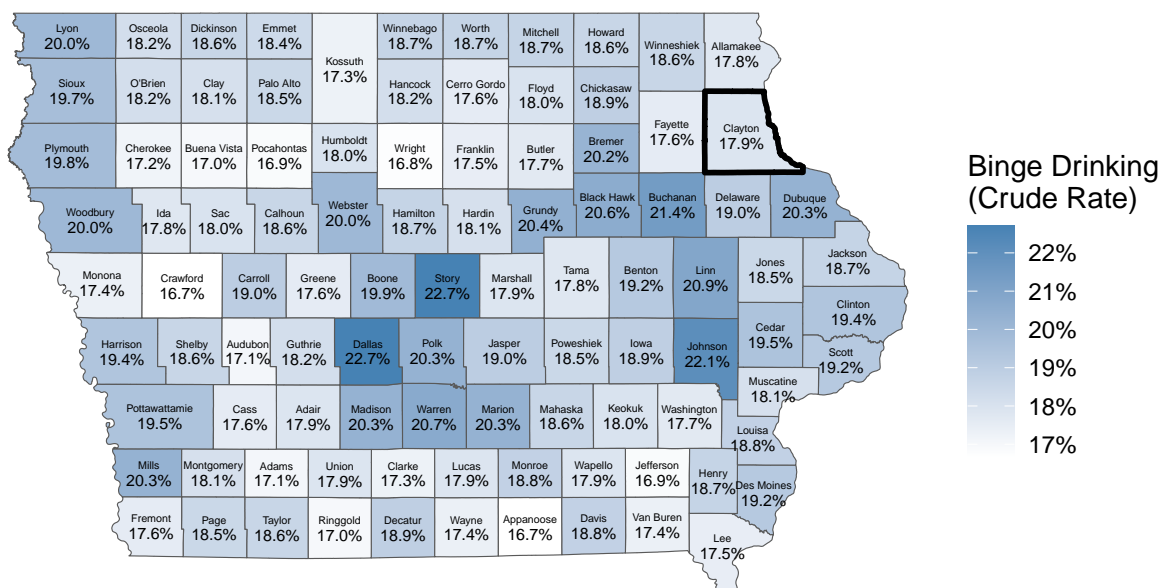 Lyon
20.0%
Osceola
18.2%
Dickinson
18.6%
Emmet
18.4%
Kossuth
17.3%
Winnebago
18.7%
Worth
18.7%
Mitchell
18.7%
Howard
18.6%
Winneshiek
18.6%
Allamakee
17.8%
Sioux
19.7%
O'Brien
18.2%
Clay
18.1%
Palo Alto
18.5%
Hancock
18.2%
Cerro Gordo
17.6%
Floyd
18.0%
Chickasaw
18.9%
Fayette
17.6%
Clayton
17.9%
Plymouth
19.8%
Cherokee
17.2%
Buena Vista
17.0%
Pocahontas
16.9%
Humboldt
18.0%
Wright
16.8%
Franklin
17.5%
Butler
17.7%
Bremer
20.2%
Woodbury
20.0%
Ida
17.8%
Sac
18.0%
Calhoun
18.6%
Webster
20.0%
Hamilton
18.7%
Hardin
18.1%
Grundy
20.4%
Black Hawk
20.6%
Buchanan
21.4%
Delaware
19.0%
Dubuque
20.3%
Monona
17.4%
Crawford
16.7%
Carroll
19.0%
Greene
17.6%
Boone
19.9%
Story
22.7%
Marshall
17.9%
Tama
17.8%
Benton
19.2%
Linn
20.9%
Jones
18.5%
Jackson
18.7%
Clinton
19.4%
Harrison
19.4%
Shelby
18.6%
Audubon
17.1%
Guthrie
18.2%
Dallas
22.7%
Polk
20.3%
Jasper
19.0%
Poweshiek
18.5%
Iowa
18.9%
Johnson
22.1%
Cedar
19.5%
Scott
19.2%
Muscatine
18.1%
Pottawattamie
19.5%
Cass
17.6%
Adair
17.9%
Madison
20.3%
Warren
20.7%
Marion
20.3%
Mahaska
18.6%
Keokuk
18.0%
Washington
17.7%
Louisa
18.8%
Mills
20.3%
Montgomery
18.1%
Adams
17.1%
Union
17.9%
Clarke
17.3%
Lucas
17.9%
Monroe
18.8%
Wapello
17.9%
Jefferson
16.9%
Henry
18.7%
Des Moines
19.2%
Fremont
17.6%
Page
18.5%
Taylor
18.6%
Ringgold
17.0%
Decatur
18.9%
Wayne
17.4%
Appanoose
16.7%
Davis
18.8%
Van Buren
17.4%
Lee
17.5%
Binge Drinking
(Crude Rate)
22%
21%
20%
19%
18%
17%